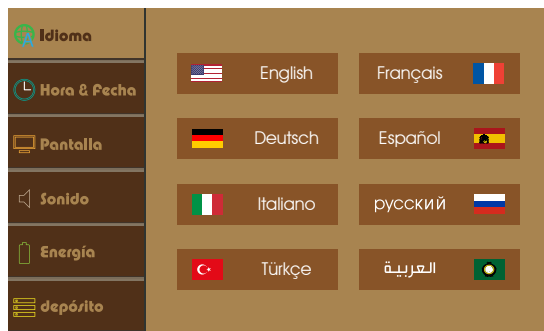 Idioma
Hora & Fecha
Pantalla
Sonido
Energía
depósito
English
Français
Deutsch
Español
Italiano
русский
Türkçe
العربية